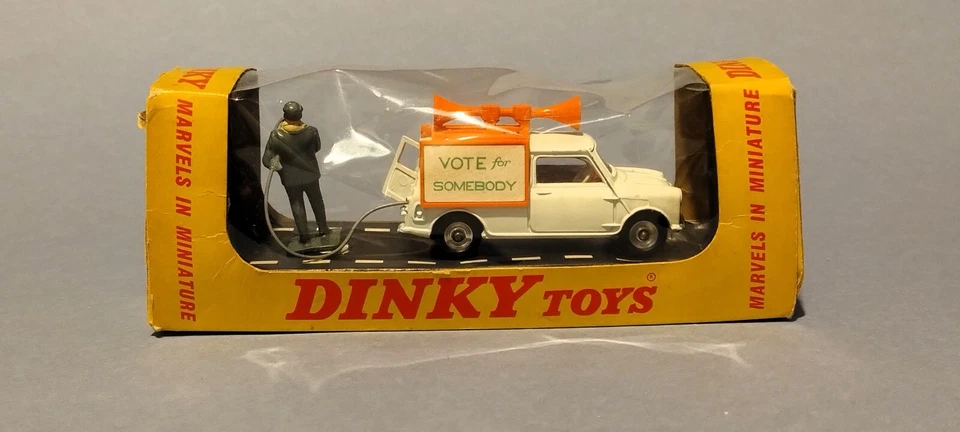 DINKY
MARVELS IN MINIATURE
VOTE for
SOMEBODY
DINKY TOYS®
DINKY
MARVELS IN MINIATURE